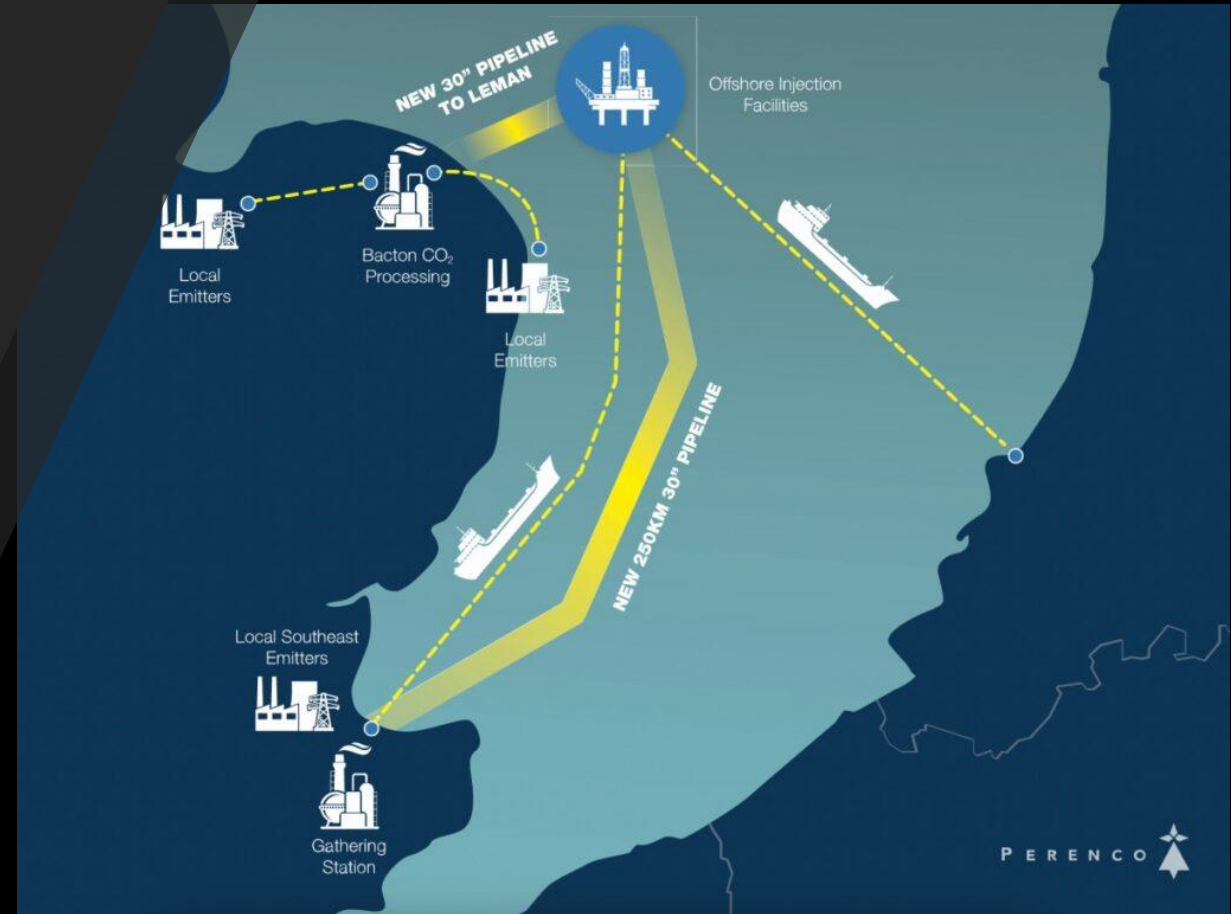 NEW 30” PIPELINE
TO LEMAN
Offshore Injection
Facilities
Local
Emitters
Bacton CO₂
Processing
Local
Emitters
NEW 250KM 30” PIPELINE
Local Southeast
Emitters
Gathering
Station
PERENCO